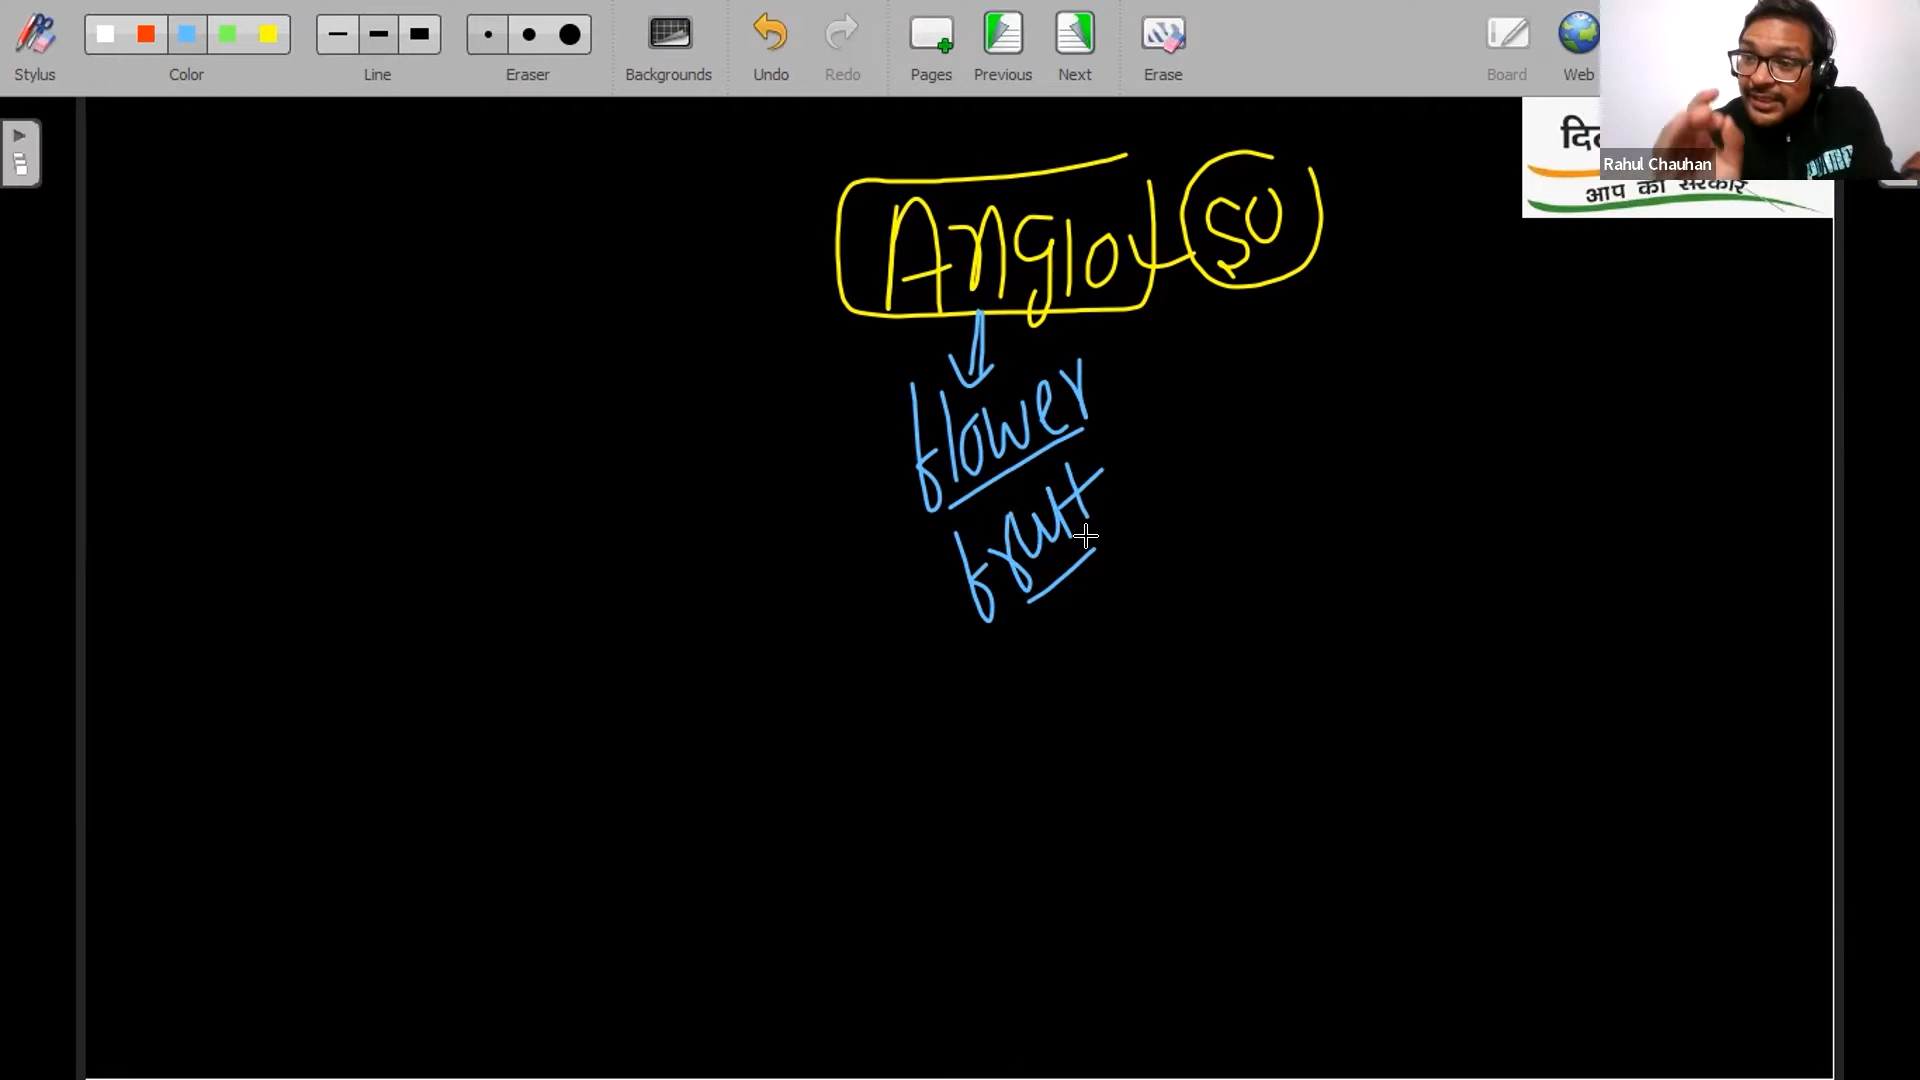 Stylus Color Line Eraser Backgrounds Undo Redo Pages Previous Next Erase Board Web
Rahul Chauhan
आप की सरकार
Angio 50
flower
fruit